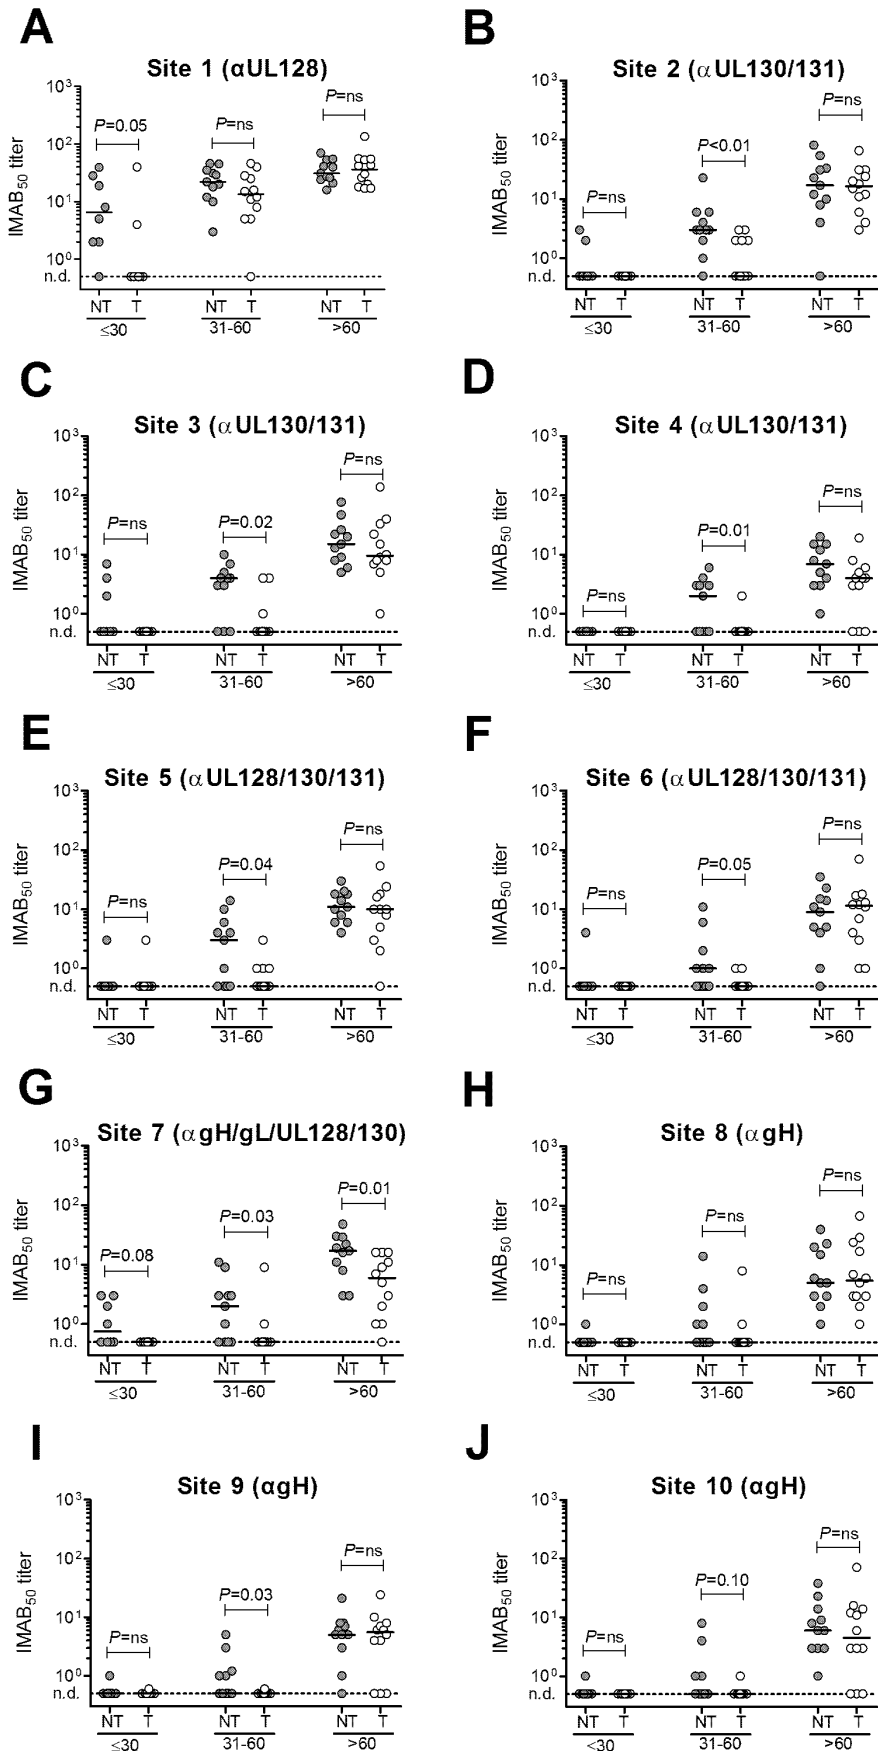 A
Site 1 (αUL128)
IMAB50 titer
10³
10²
10¹
10⁰
n.d.
P=0.05
P=ns
P=ns
NT T NT T NT T
≤30 31-60 >60
B
Site 2 (αUL130/131)
IMAB50 titer
10³
10²
10¹
10⁰
n.d.
P=ns
P<0.01
P=ns
NT T NT T NT T
≤30 31-60 >60
C
Site 3 (αUL130/131)
IMAB50 titer
10³
10²
10¹
10⁰
n.d.
P=ns
P=0.02
P=ns
NT T NT T NT T
≤30 31-60 >60
D
Site 4 (αUL130/131)
IMAB50 titer
10³
10²
10¹
10⁰
n.d.
P=ns
P=0.01
P=ns
NT T NT T NT T
≤30 31-60 >60
E
Site 5 (αUL128/130/131)
IMAB50 titer
10³
10²
10¹
10⁰
n.d.
P=ns
P=0.04
P=ns
NT T NT T NT T
≤30 31-60 >60
F
Site 6 (αUL128/130/131)
IMAB50 titer
10³
10²
10¹
10⁰
n.d.
P=ns
P=0.05
P=ns
NT T NT T NT T
≤30 31-60 >60
G
Site 7 (αgH/gL/UL128/130)
IMAB50 titer
10³
10²
10¹
10⁰
n.d.
P=0.08
P=0.03
P=0.01
NT T NT T NT T
≤30 31-60 >60
H
Site 8 (αgH)
IMAB50 titer
10³
10²
10¹
10⁰
n.d.
P=ns
P=ns
P=ns
NT T NT T NT T
≤30 31-60 >60
I
Site 9 (αgH)
IMAB50 titer
10³
10²
10¹
10⁰
n.d.
P=ns
P=0.03
P=ns
NT T NT T NT T
≤30 31-60 >60
J
Site 10 (αgH)
IMAB50 titer
10³
10²
10¹
10⁰
n.d.
P=ns
P=0.10
P=ns
NT T NT T NT T
≤30 31-60 >60